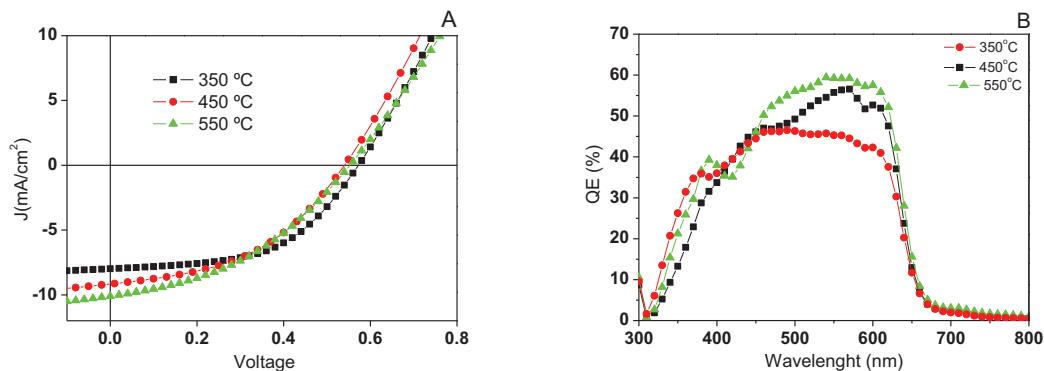 A
10
5
0
-5
-10
J(mA/cm²)
350 ºC
450 ºC
550 ºC
0.0 0.2 0.4 0.6 0.8
Voltage
B
70
60
50
40
30
20
10
0
QE (%)
350°C
450°C
550°C
300 400 500 600 700 800
Wavelenght (nm)